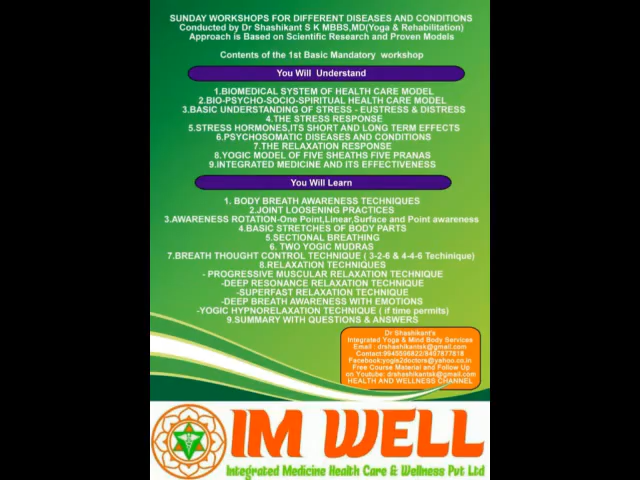 SUNDAY WORKSHOPS FOR DIFFERENT DISEASES AND CONDITIONS
Conducted by Dr Shashikant S K MBBS,MD(Yoga & Rehabilitation)
Approach is Based on Scientific Research and Proven Models
Contents of the 1st Basic Mandatory workshop
You Will Understand
1.BIOMEDICAL SYSTEM OF HEALTH CARE MODEL
2.BIO-PSYCHO-SOCIO-SPIRITUAL HEALTH CARE MODEL
3.BASIC UNDERSTANDING OF STRESS - EUSTRESS & DISTRESS
4.THE STRESS RESPONSE
5.STRESS HORMONES,ITS SHORT AND LONG TERM EFFECTS
6.PSYCHOSOMATIC DISEASES AND CONDITIONS
7.THE RELAXATION RESPONSE
8.YOGIC MODEL OF FIVE SHEATHS FIVE PRANAS
9.INTEGRATED MEDICINE AND ITS EFFECTIVENESS
You Will Learn
1. BODY BREATH AWARENESS TECHNIQUES
2.JOINT LOOSENING PRACTICES
3.AWARENESS ROTATION-One Point,Linear,Surface and Point awareness
4.BASIC STRETCHES OF BODY PARTS
5.SECTIONAL BREATHING
6. TWO YOGIC MUDRAS
7.BREATH THOUGHT CONTROL TECHNIQUE ( 3-2-6 & 4-4-6 Techinique)
8.RELAXATION TECHNIQUES
- PROGRESSIVE MUSCULAR RELAXATION TECHNIQUE
-DEEP RESONANCE RELAXATION TECHNIQUE
-SUPERFAST RELAXATION TECHNIQUE
-DEEP BREATH AWARENESS WITH EMOTIONS
-YOGIC HYPNORELAXATION TECHNIQUE ( if time permits)
9.SUMMARY WITH QUESTIONS & ANSWERS
Dr Shashikant's
Integrated Yoga & Mind Body Services
Email : drshashikantsk@gmail.com
Contact:9945556822/8407877818
Facebook:yogis2doctors@yahoo.co.in
Free Course Material and Follow Up
on Youtube: drshashikantsk@gmail.com
HEALTH AND WELLNESS CHANNEL
IM WELL
Integrated Medicine Health Care & Wellness Pvt Ltd